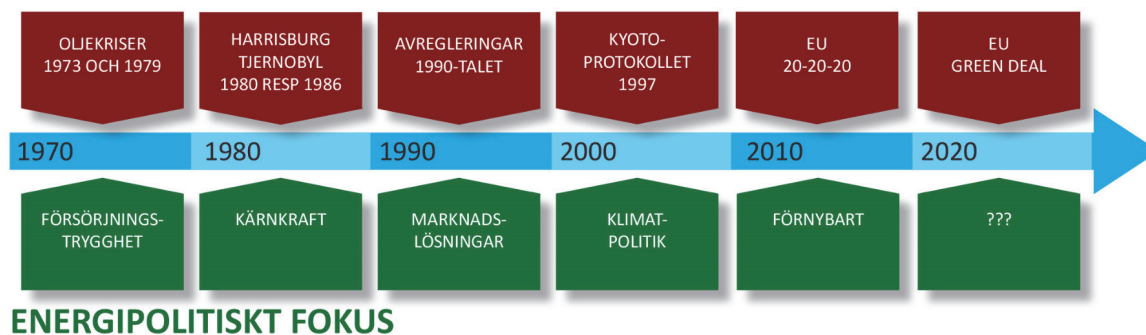 OLJEKRISER
1973 OCH 1979
HARRISBURG
TJERNOBYL
1980 RESP 1986
AVREGLERINGAR
1990-TALET
KYOTO-
PROTOKOLLET
1997
EU
20-20-20
EU
GREEN DEAL
1970
1980
1990
2000
2010
2020
FÖRSÖRJNINGS-
TRYGGHET
KÄRNKRAFT
MARKNADS-
LÖSNINGAR
KLIMAT-
POLITIK
FÖRNYBART
???
ENERGIPOLITISKT FOKUS